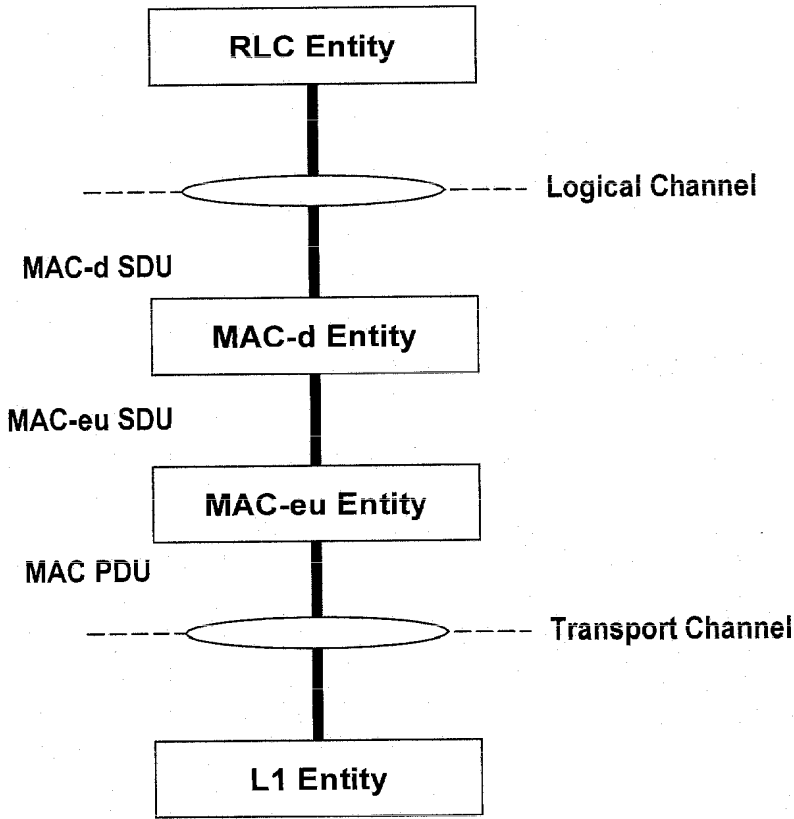 RLC Entity
Logical Channel
MAC-d SDU
MAC-d Entity
MAC-eu SDU
MAC-eu Entity
MAC PDU
Transport Channel
L1 Entity